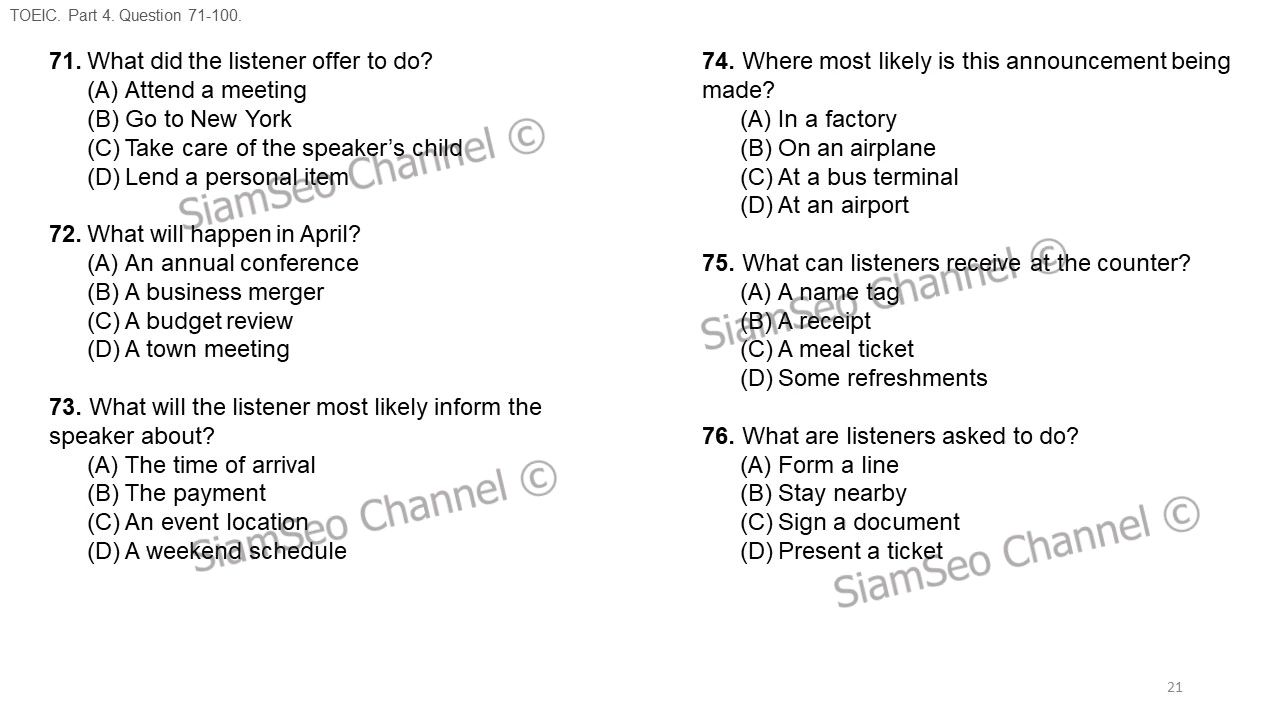 TOEIC. Part 4. Question 71-100.
71. What did the listener offer to do?
(A) Attend a meeting
(B) Go to New York
(C) Take care of the speaker’s child
(D) Lend a personal item
72. What will happen in April?
(A) An annual conference
(B) A business merger
(C) A budget review
(D) A town meeting
73. What will the listener most likely inform the
speaker about?
(A) The time of arrival
(B) The payment
(C) An event location
(D) A weekend schedule
74. Where most likely is this announcement being
made?
(A) In a factory
(B) On an airplane
(C) At a bus terminal
(D) At an airport
75. What can listeners receive at the counter?
(A) A name tag
(B) A receipt
(C) A meal ticket
(D) Some refreshments
76. What are listeners asked to do?
(A) Form a line
(B) Stay nearby
(C) Sign a document
(D) Present a ticket
SiamSeo Channel ©
SiamSeo Channel ©
SiamSeo Channel ©
SiamSeo Channel ©
21